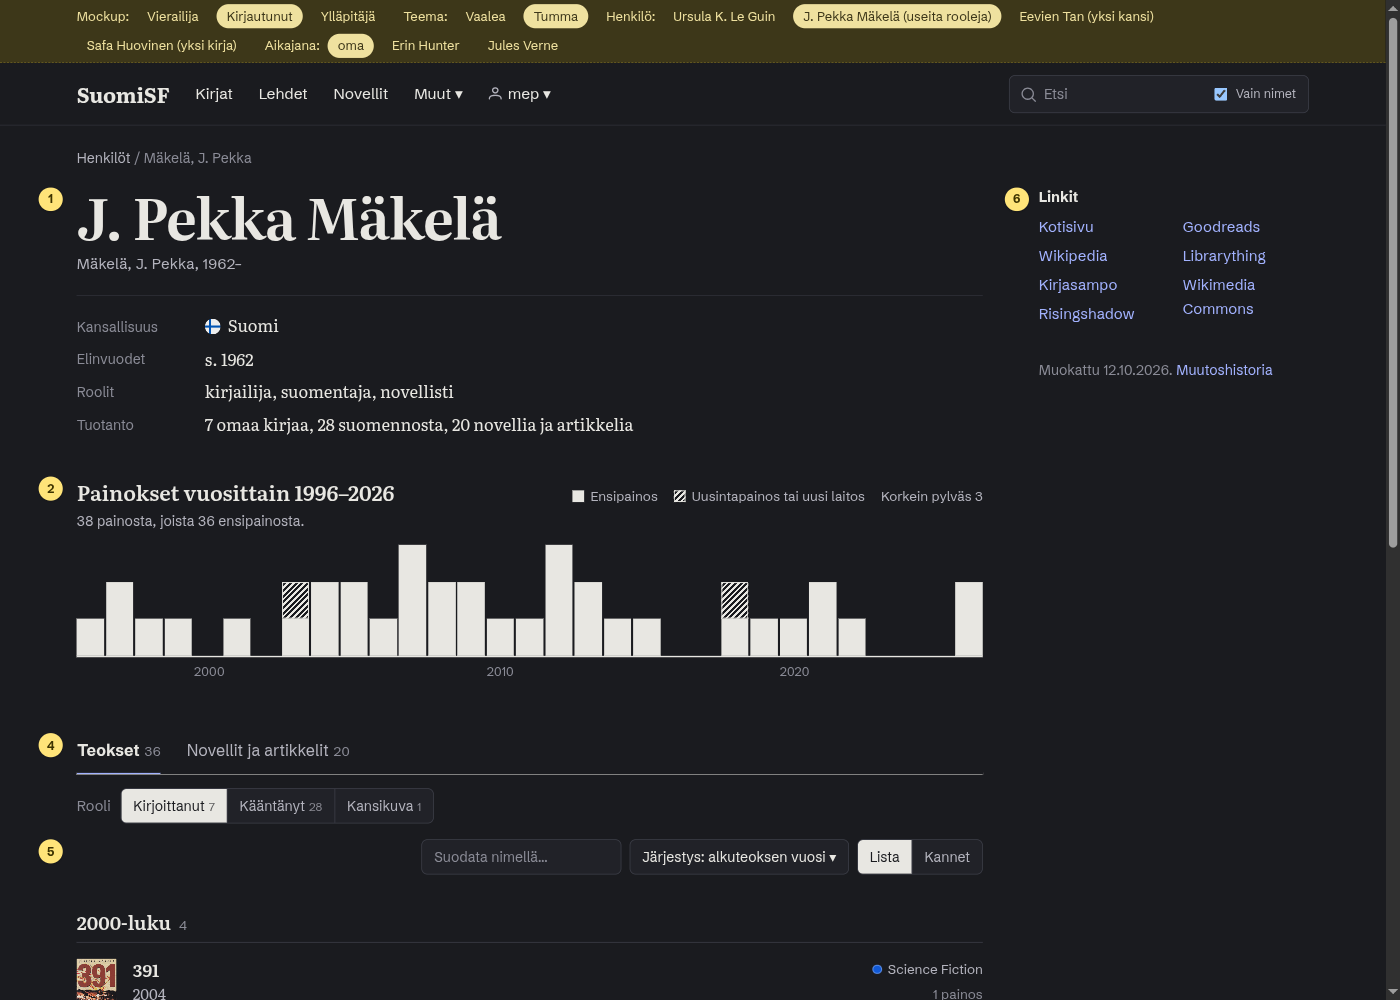 Mockup: Vierailija Kirjautunut Ylläpitäjä Teema: Vaalea Tumma Henkilö: Ursula K. Le Guin J. Pekka Mäkelä (useita rooleja) Eevien Tan (yksi kansi)
Safa Huovinen (yksi kirja) Aikajana: oma Erin Hunter Jules Verne
SuomiSF Kirjat Lehdet Novellit Muut ▾ mep ▾ Etsi Vain nimet
Henkilöt / Mäkelä, J. Pekka
1 J. Pekka Mäkelä
Mäkelä, J. Pekka, 1962–
Kansallisuus Suomi
Elinvuodet s. 1962
Roolit kirjailija, suomentaja, novellisti
Tuotanto 7 omaa kirjaa, 28 suomennosta, 20 novellia ja artikkelia
6 Linkit
Kotisivu Goodreads
Wikipedia Librarything
Kirjasampo Wikimedia Commons
Risingshadow
Muokattu 12.10.2026. Muutoshistoria
2 Painokset vuosittain 1996–2026 Ensipainos Uusintapainos tai uusi laitos Korkein pylväs 3
38 painosta, joista 36 ensipainosta.
2000 2010 2020
4 Teokset 36 Novellit ja artikkelit 20
Rooli Kirjoittanut 7 Kääntänyt 28 Kansikuva 1
5 Suodata nimellä... Järjestys: alkuteoksen vuosi ▾ Lista Kannet
2000-luku 4
391 391 Science Fiction
2004 1 painos